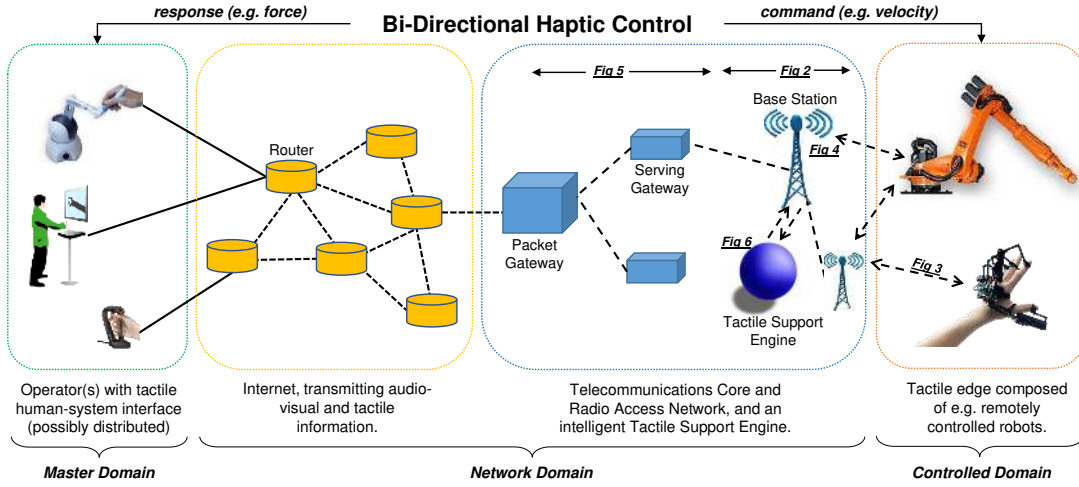 response (e.g. force)
Bi-Directional Haptic Control
command (e.g. velocity)
Fig 5
Fig 2
Base Station
Router
Fig 4
Serving
Gateway
Packet
Gateway
Fig 6
Fig 3
Tactile Support
Engine
Operator(s) with tactile
human-system interface
(possibly distributed)
Internet, transmitting audio-
visual and tactile
information.
Telecommunications Core and
Radio Access Network, and an
intelligent Tactile Support Engine.
Tactile edge composed
of e.g. remotely
controlled robots.
Master Domain
Network Domain
Controlled Domain